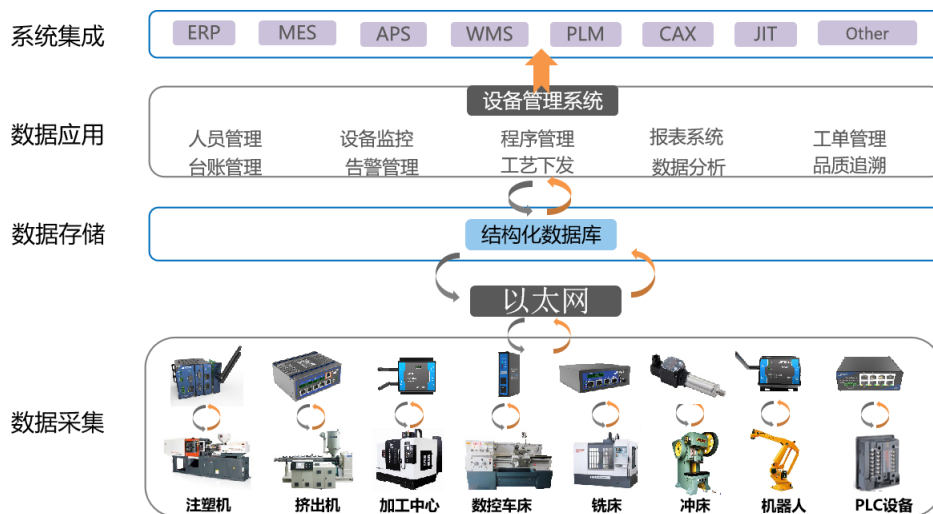 系统集成
ERP MES APS WMS PLM CAX JIT Other
设备管理系统
数据应用
人员管理 设备监控 程序管理 报表系统 工单管理
台账管理 告警管理 工艺下发 数据分析 品质追溯
数据存储
结构化数据库
以太网
数据采集
注塑机 挤出机 加工中心 数控车床 铣床 冲床 机器人 PLC设备